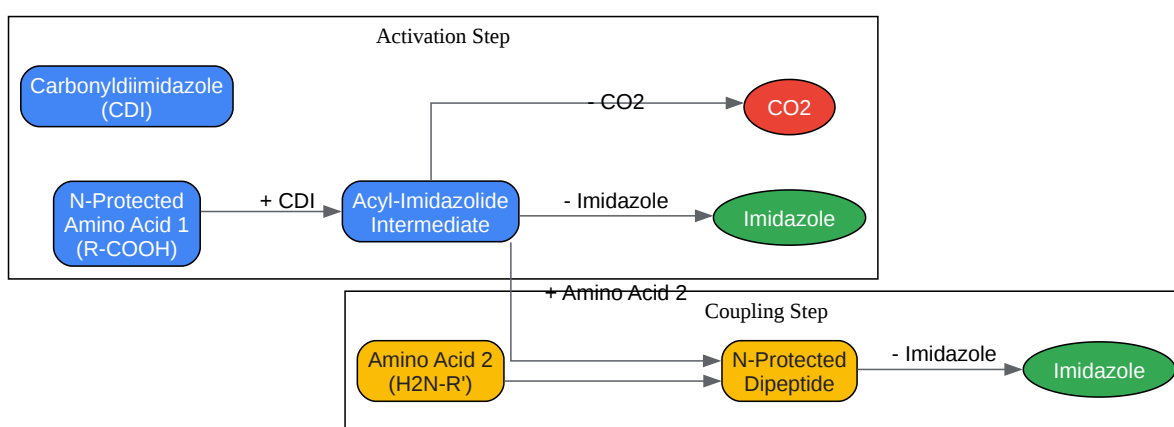 Activation Step
Carbonyldiimidazole
(CDI)
- CO2
CO2
N-Protected
Amino Acid 1
(R-COOH)
+ CDI
Acyl-Imidazolide
Intermediate
- Imidazole
Imidazole
+ Amino Acid 2
Coupling Step
Amino Acid 2
(H2N-R')
N-Protected
Dipeptide
- Imidazole
Imidazole